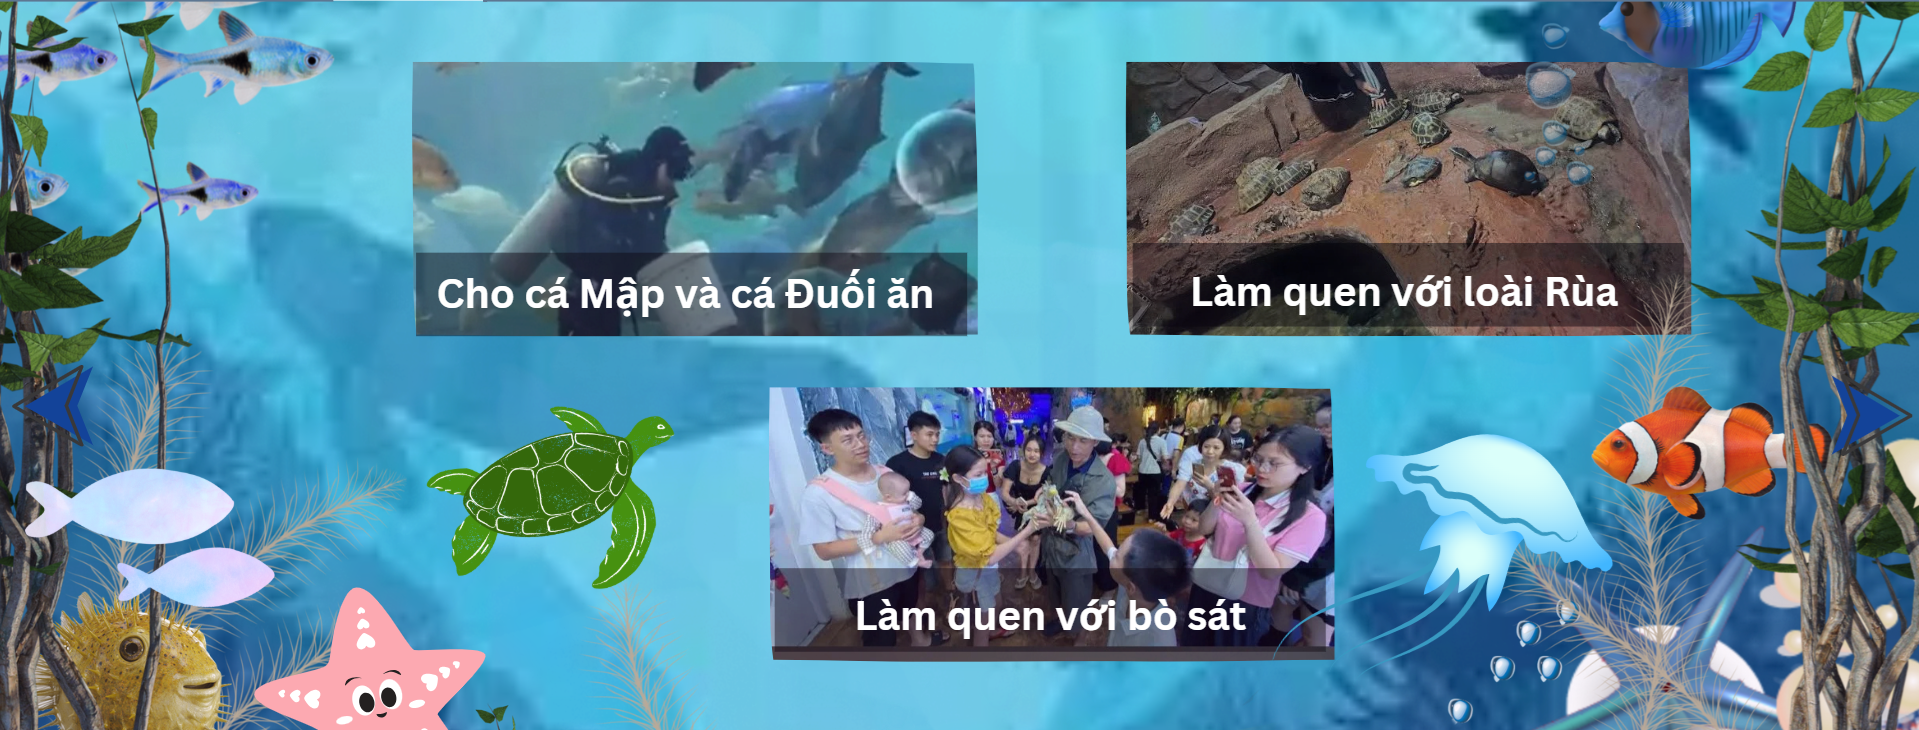 Cho cá Mập và cá Đuối ăn
Làm quen với loài Rùa
Làm quen với bò sát